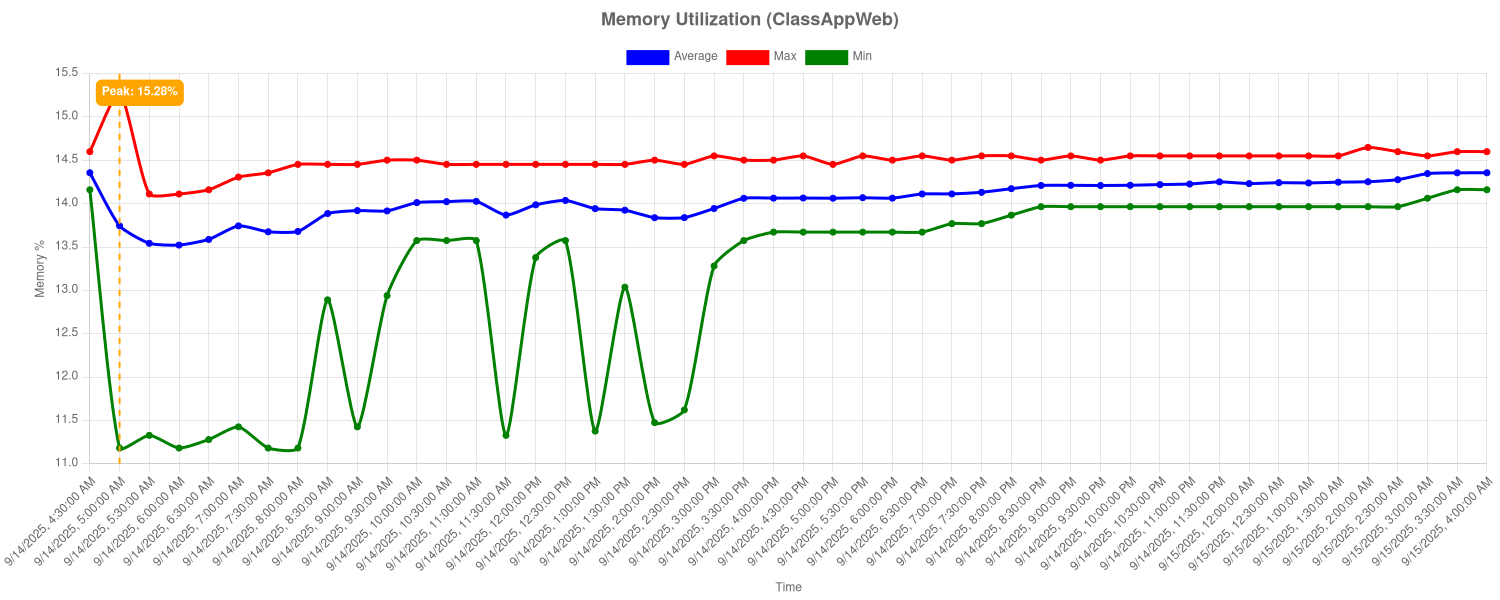 Memory Utilization (ClassAppWeb)
Average Max Min
Peak: 15.28%
15.5
15.0
14.5
14.0
13.5
13.0
12.5
12.0
11.5
11.0
Memory %
9/14/2025, 4:30:00 AM
9/14/2025, 5:00:00 AM
9/14/2025, 5:30:00 AM
9/14/2025, 6:00:00 AM
9/14/2025, 6:30:00 AM
9/14/2025, 7:00:00 AM
9/14/2025, 7:30:00 AM
9/14/2025, 8:00:00 AM
9/14/2025, 8:30:00 AM
9/14/2025, 9:00:00 AM
9/14/2025, 9:30:00 AM
9/14/2025, 10:00:00 AM
9/14/2025, 10:30:00 AM
9/14/2025, 11:00:00 AM
9/14/2025, 11:30:00 AM
9/14/2025, 12:00:00 PM
9/14/2025, 12:30:00 PM
9/14/2025, 1:00:00 PM
9/14/2025, 1:30:00 PM
9/14/2025, 2:00:00 PM
9/14/2025, 2:30:00 PM
9/14/2025, 3:00:00 PM
9/14/2025, 3:30:00 PM
9/14/2025, 4:00:00 PM
9/14/2025, 4:30:00 PM
9/14/2025, 5:00:00 PM
9/14/2025, 5:30:00 PM
9/14/2025, 6:00:00 PM
9/14/2025, 6:30:00 PM
9/14/2025, 7:00:00 PM
9/14/2025, 7:30:00 PM
9/14/2025, 8:00:00 PM
9/14/2025, 8:30:00 PM
9/14/2025, 9:00:00 PM
9/14/2025, 9:30:00 PM
9/14/2025, 10:00:00 PM
9/14/2025, 10:30:00 PM
9/14/2025, 11:00:00 PM
9/14/2025, 11:30:00 PM
9/15/2025, 12:00:00 AM
9/15/2025, 12:30:00 AM
9/15/2025, 1:00:00 AM
9/15/2025, 1:30:00 AM
9/15/2025, 2:00:00 AM
9/15/2025, 2:30:00 AM
9/15/2025, 3:00:00 AM
9/15/2025, 3:30:00 AM
9/15/2025, 4:00:00 AM
Time